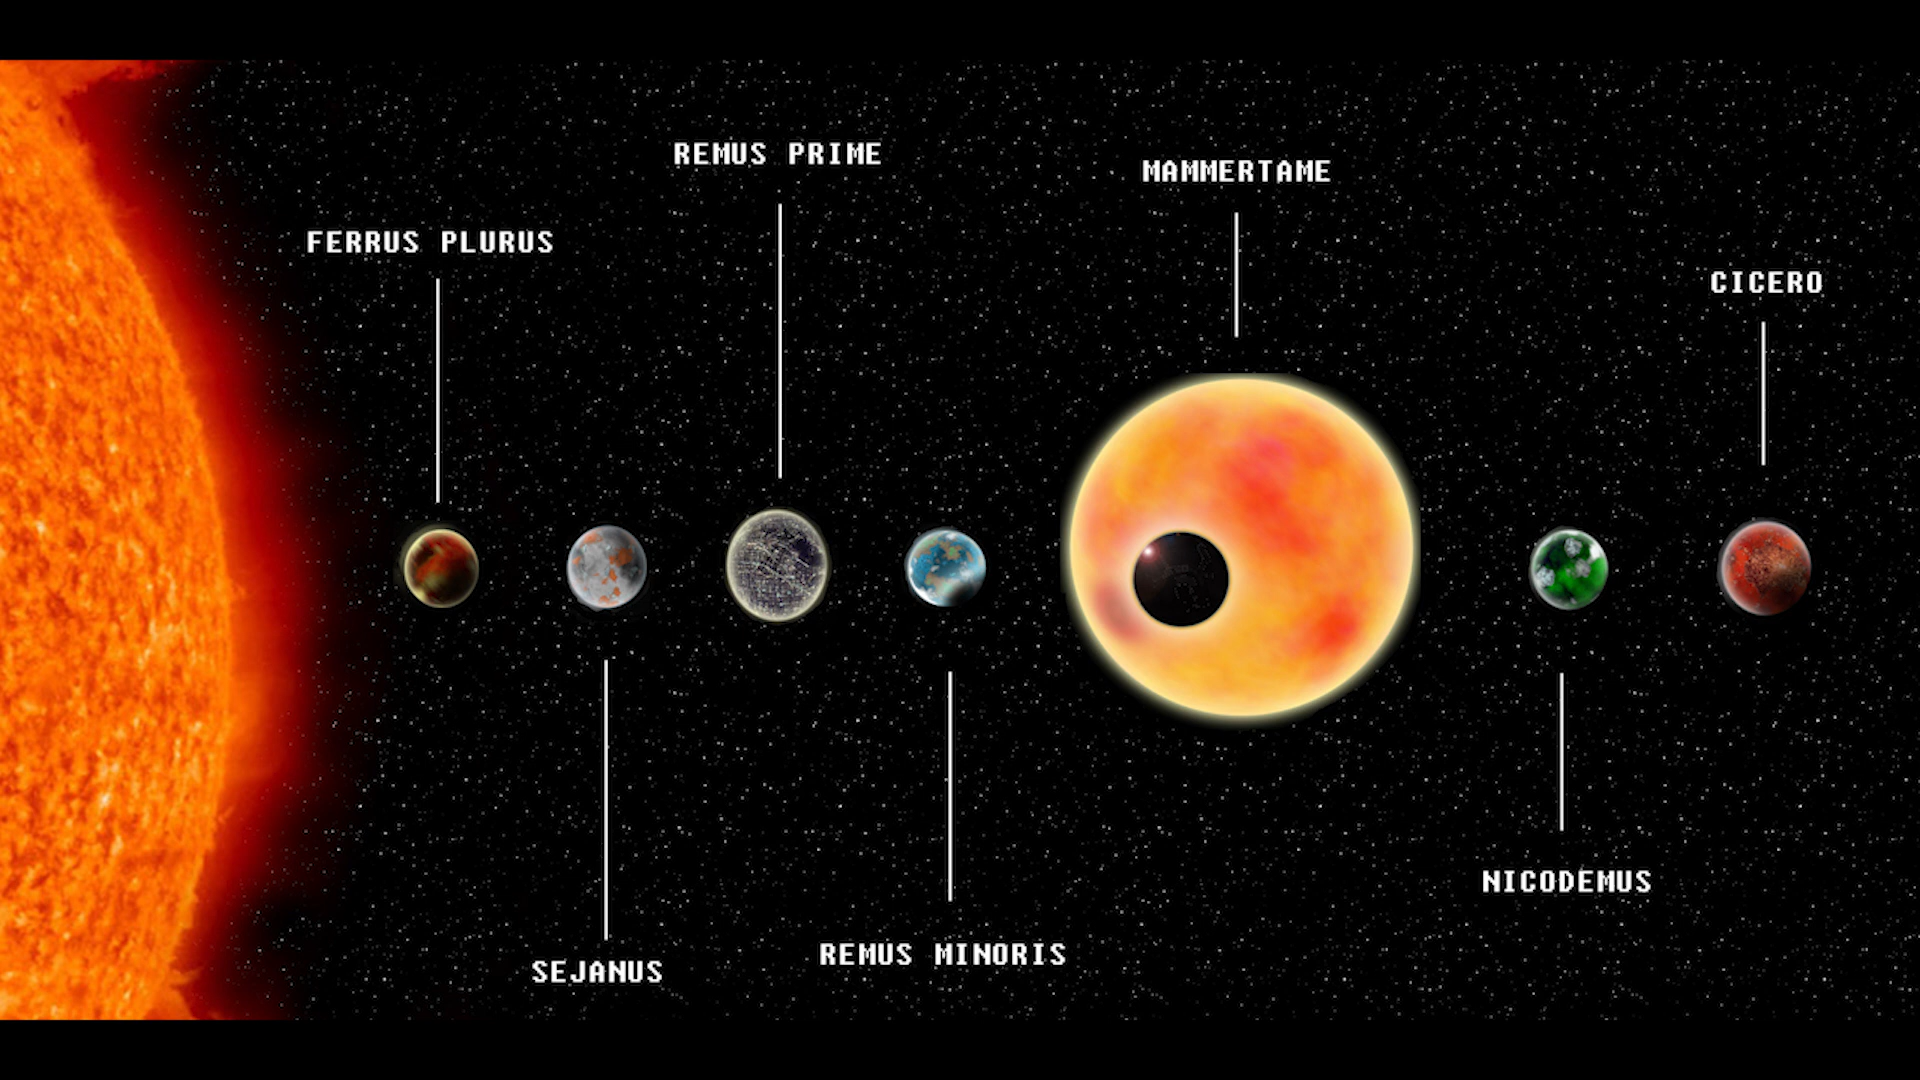 REMUS PRIME
MAMMERTAME
FERRUS PLURUS
CICERO
NICODEMUS
REMUS MINORIS
SEJANUS